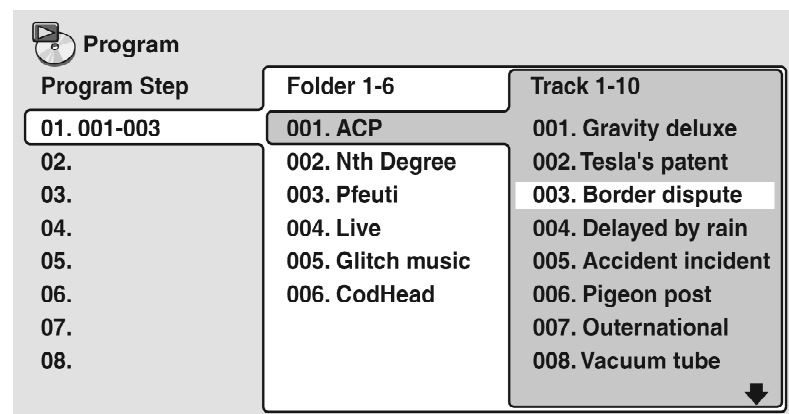 Program
Program Step Folder 1-6 Track 1-10
01. 001-003 001. ACP 001. Gravity deluxe
02. 002. Nth Degree 002. Tesla's patent
03. 003. Pfeuti 003. Border dispute
04. 004. Live 004. Delayed by rain
05. 005. Glitch music 005. Accident incident
06. 006. CodHead 006. Pigeon post
07. 007. Outernational
08. 008. Vacuum tube